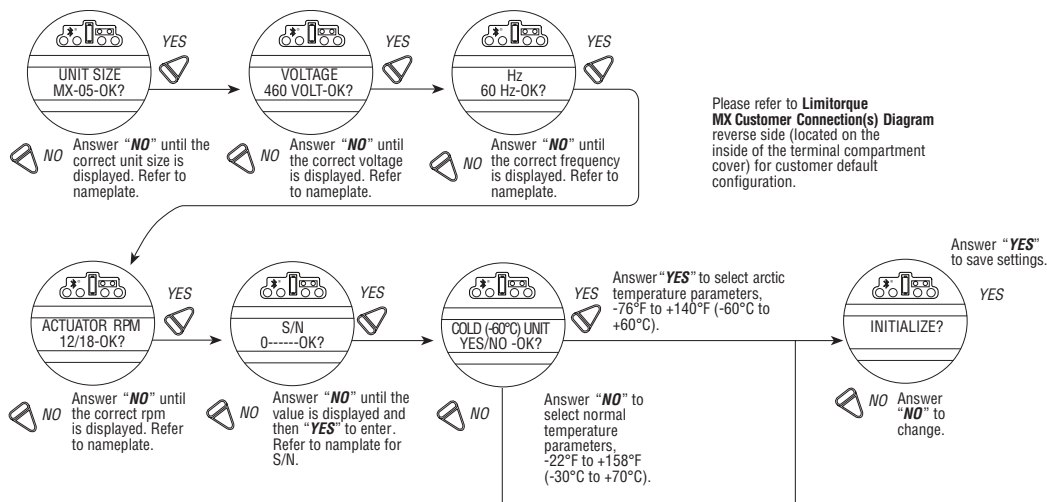 YES
UNIT SIZE
MX-05-OK?
NO
Answer “NO” until the
correct unit size is
displayed. Refer to
nameplate.
YES
VOLTAGE
460 VOLT-OK?
NO
Answer “NO” until
the correct voltage
is displayed. Refer
to nameplate.
YES
Hz
60 Hz-OK?
NO
Answer “NO” until
the correct frequency
is displayed. Refer to
nameplate.
Please refer to Limitorque
MX Customer Connection(s) Diagram
reverse side (located on the
inside of the terminal compartment
cover) for customer default
configuration.
YES
ACTUATOR RPM
12/18-OK?
NO
Answer “NO” until
the correct rpm
is displayed. Refer
to nameplate.
YES
S/N
0------OK?
NO
Answer “NO” until the
value is displayed and
then “YES” to enter.
Refer to namplate for
S/N.
YES
COLD (-60°C) UNIT
YES/NO -OK?
Answer “YES” to select arctic
temperature parameters,
-76°F to +140°F (-60°C to
+60°C).
NO
Answer “NO” to
select normal
temperature
parameters,
-22°F to +158°F
(-30°C to +70°C).
Answer “YES”
to save settings.
YES
INITIALIZE?
NO
Answer
“NO” to
change.